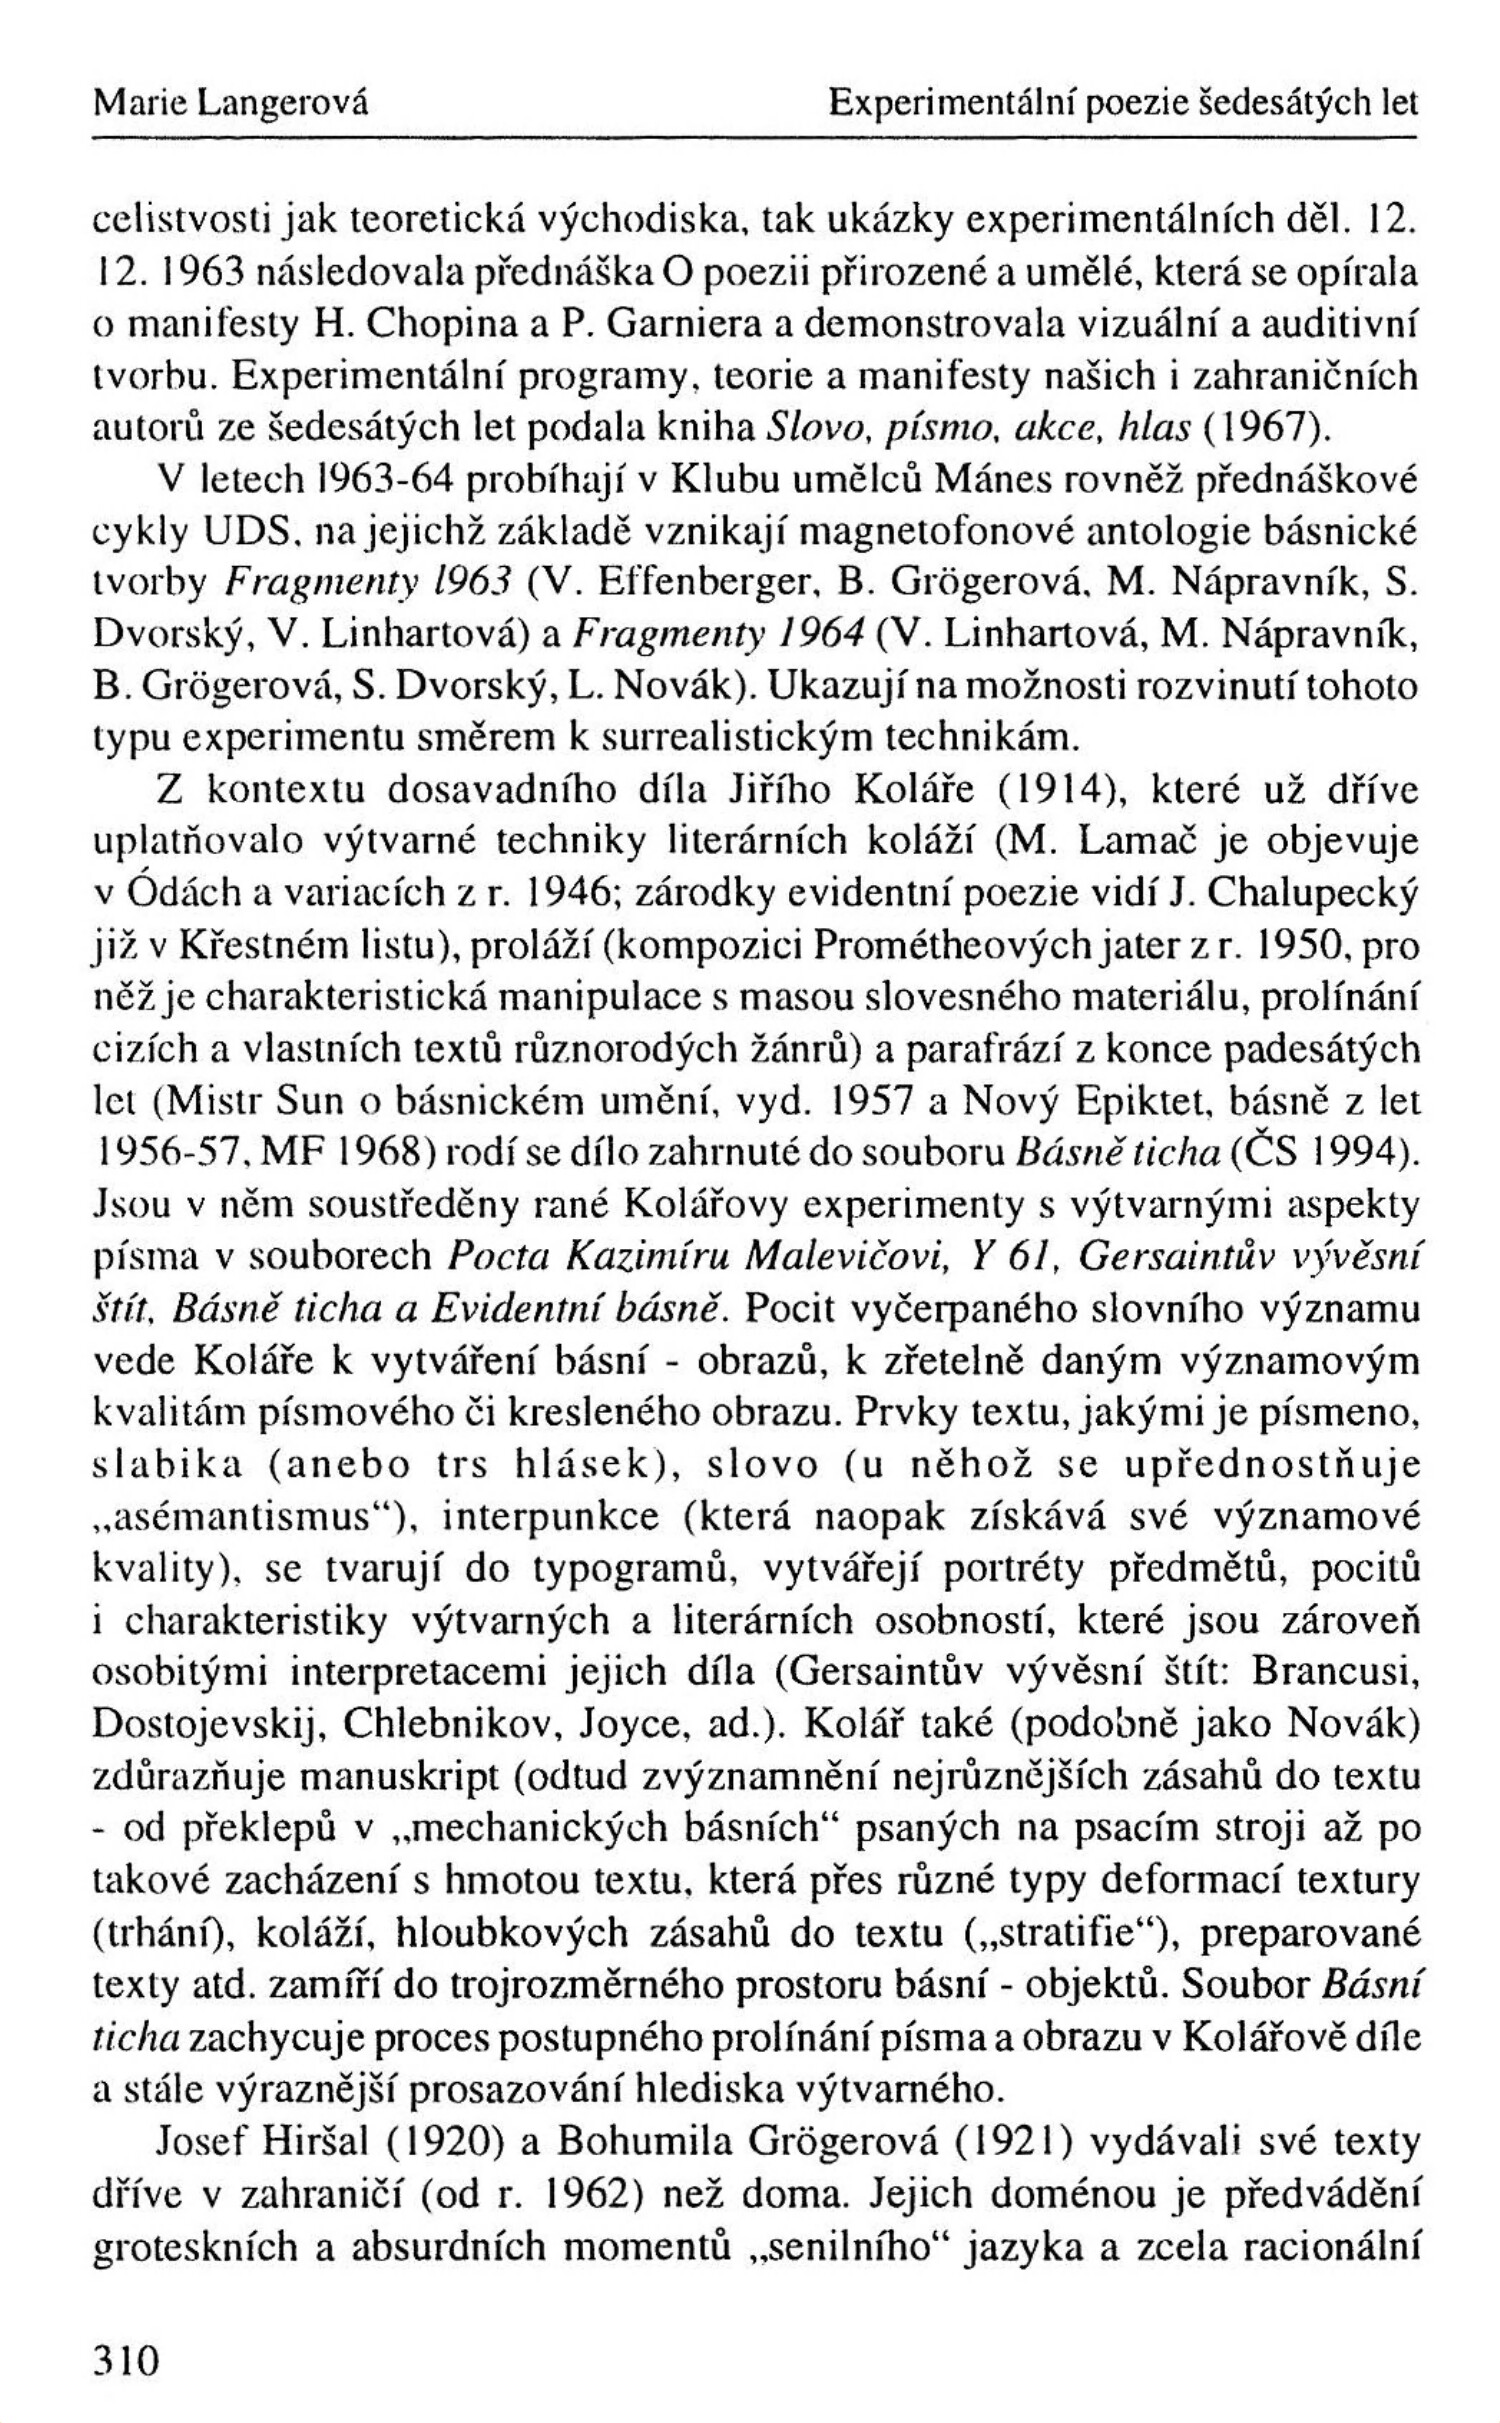 Marie Langerová Experimentální poezie šedesátých let
celistvosti jak teoretická východiska, tak ukázky experimentálních děl. 12.
12. 1963 následovala přednáška O poezii přirozené a umělé, která se opírala
o manifesty H. Chopina a P. Garniera a demonstrovala vizuální a auditivní
tvorbu. Experimentální programy, teorie a manifesty našich i zahraničních
autorů ze šedesátých let podala kniha Slovo, písmo, akce, hlas (1967).
V letech 1963-64 probíhají v Klubu umělců Mánes rovněž přednáškové
cykly UDS, na jejichž základě vznikají magnetofonové antologie básnické
tvorby Fragmenty 1963 (V. Effenberger, B. Grögerová, M. Nápravník, S.
Dvorský, V. Linhartová) a Fragmenty 1964 (V. Linhartová, M. Nápravník,
B. Grögerová, S. Dvorský, L. Novák). Ukazují na možnosti rozvinutí tohoto
typu experimentu směrem k surrealistickým technikám.
Z kontextu dosavadního díla Jiřího Koláře (1914), které už dříve
uplatňovalo výtvarné techniky literárních koláží (M. Lamač je objevuje
v Ódách a variacích z r. 1946; zárodky evidentní poezie vidí J. Chalupecký
již v Křestném listu), proláží (kompozici Prométheových jater z r. 1950, pro
něž je charakteristická manipulace s masou slovesného materiálu, prolínání
cizích a vlastních textů různorodých žánrů) a parafrází z konce padesátých
let (Mistr Sun o básnickém umění, vyd. 1957 a Nový Epiktet, básně z let
1956-57, MF 1968) rodí se dílo zahrnuté do souboru Básně ticha (ČS 1994).
Jsou v něm soustředěny rané Kolářovy experimenty s výtvarnými aspekty
písma v souborech Pocta Kazimíru Malevičovi, Y 61, Gersaintův vývěsní
štít, Básně ticha a Evidentní básně. Pocit vyčerpaného slovního významu
vede Koláře k vytváření básní - obrazů, k zřetelně daným významovým
kvalitám písmového či kresleného obrazu. Prvky textu, jakými je písmeno,
slabika (anebo trs hlásek), slovo (u něhož se upřednostňuje
„asémantismus“), interpunkce (která naopak získává své významové
kvality), se tvarují do typogramů, vytvářejí portréty předmětů, pocitů
i charakteristiky výtvarných a literárních osobností, které jsou zároveň
osobitými interpretacemi jejich díla (Gersaintův vývěsní štít: Brancusi,
Dostojevskij, Chlebnikov, Joyce, ad.). Kolář také (podobně jako Novák)
zdůrazňuje manuskript (odtud zvýznamnění nejrůznějších zásahů do textu
- od překlepů v „mechanických básních“ psaných na psacím stroji až po
takové zacházení s hmotou textu, která přes různé typy deformací textury
(trhání), koláží, hloubkových zásahů do textu („stratifie“), preparované
texty atd. zamíří do trojrozměrného prostoru básní - objektů. Soubor Básní
ticha zachycuje proces postupného prolínání písma a obrazu v Kolářově díle
a stále výraznější prosazování hlediska výtvarného.
Josef Hiršal (1920) a Bohumila Grögerová (1921) vydávali své texty
dříve v zahraničí (od r. 1962) než doma. Jejich doménou je předvádění
groteskních a absurdních momentů „senilního“ jazyka a zcela racionální
310